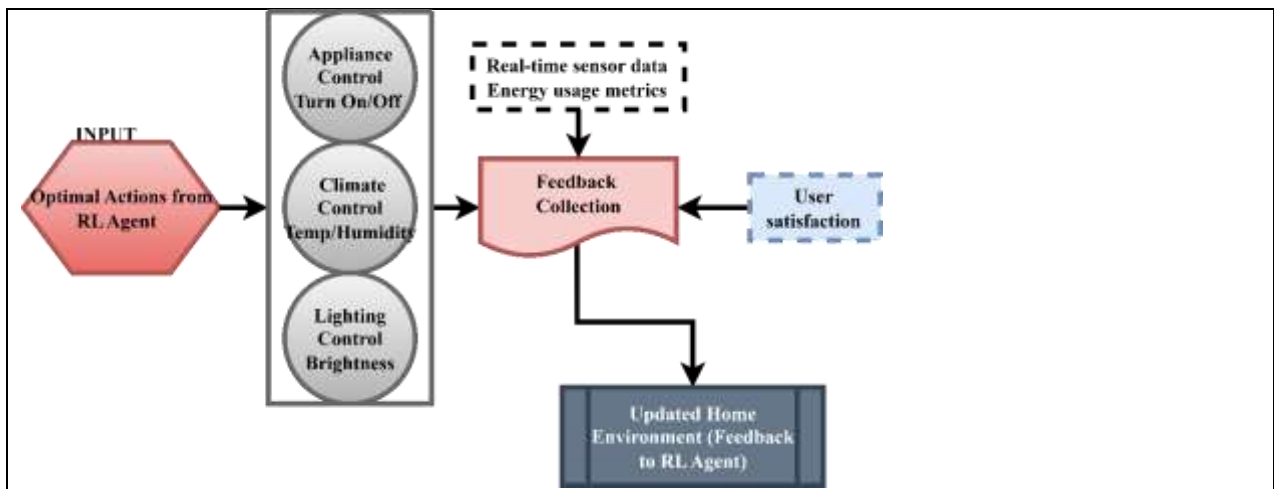 INPUT
Optimal Actions from
RL Agent
Appliance
Control
Turn On/Off
Climate
Control
Temp/Humidity
Lighting
Control
Brightness
Real-time sensor data
Energy usage metrics
Feedback
Collection
User
satisfaction
Updated Home
Environment (Feedback
to RL Agent)